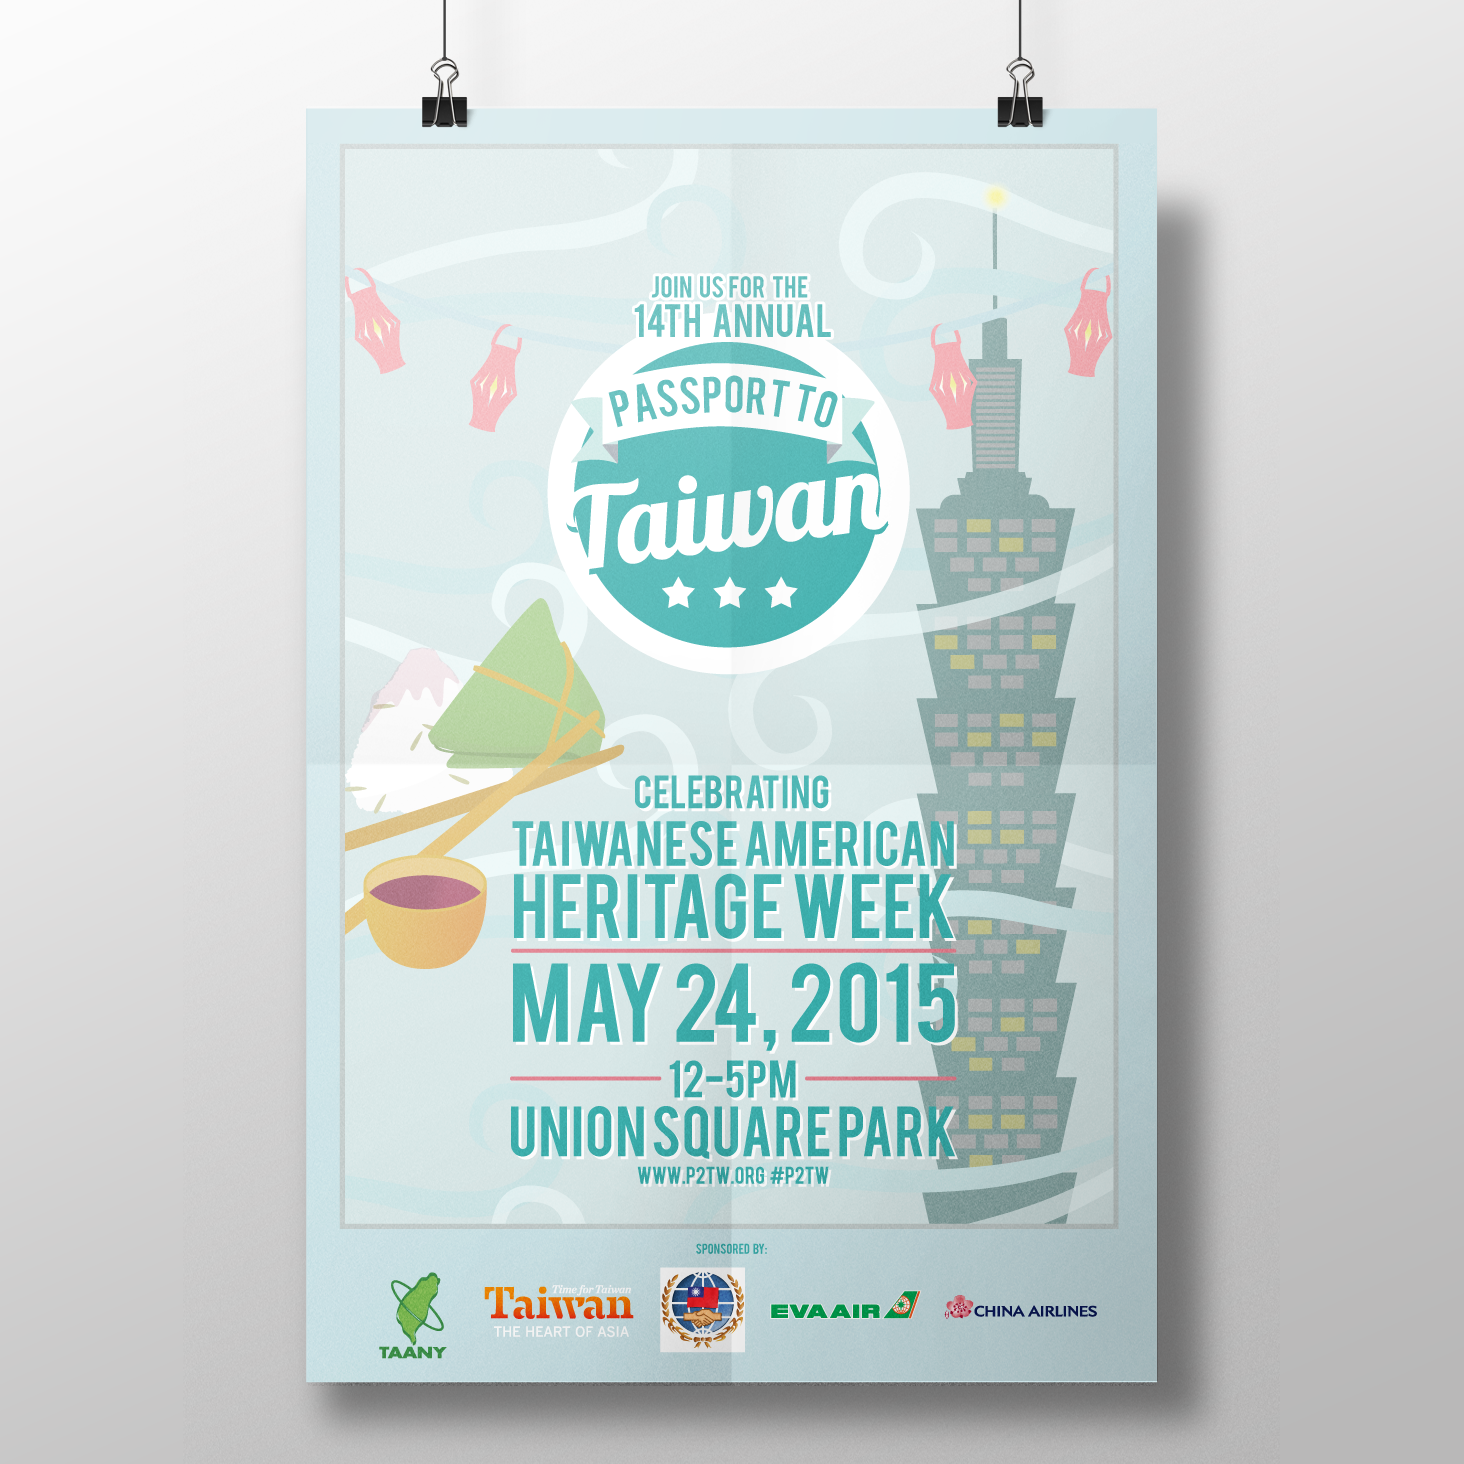 JOIN US FOR THE
14TH ANNUAL
PASSPORT TO
Taiwan
CELEBRATING
TAIWANESE AMERICAN
HERITAGE WEEK
MAY 24, 2015
12-5PM
UNION SQUARE PARK
WWW.P2TW.ORG #P2TW
SPONSORED BY:
TAANY
Time for Taiwan
Taiwan
THE HEART OF ASIA
EVA AIR
CHINA AIRLINES